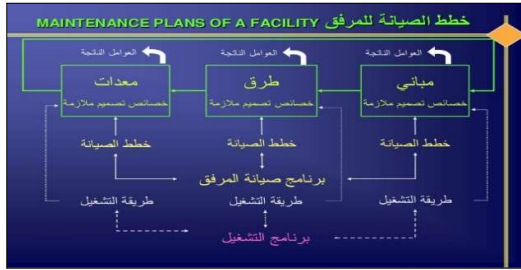 خطط الصيانة للمرفق MAINTENANCE PLANS OF A FACILITY
العوامل الناتجة العوامل الناتجة العوامل الناتجة
مباني طرق معدات
خصائص تصميم ملازمة خصائص تصميم ملازمة خصائص تصميم ملازمة
خطط الصيانة خطط الصيانة خطط الصيانة
برنامج صيانة المرفق
طريقة التشغيل طريقة التشغيل طريقة التشغيل
برنامج التشغيل